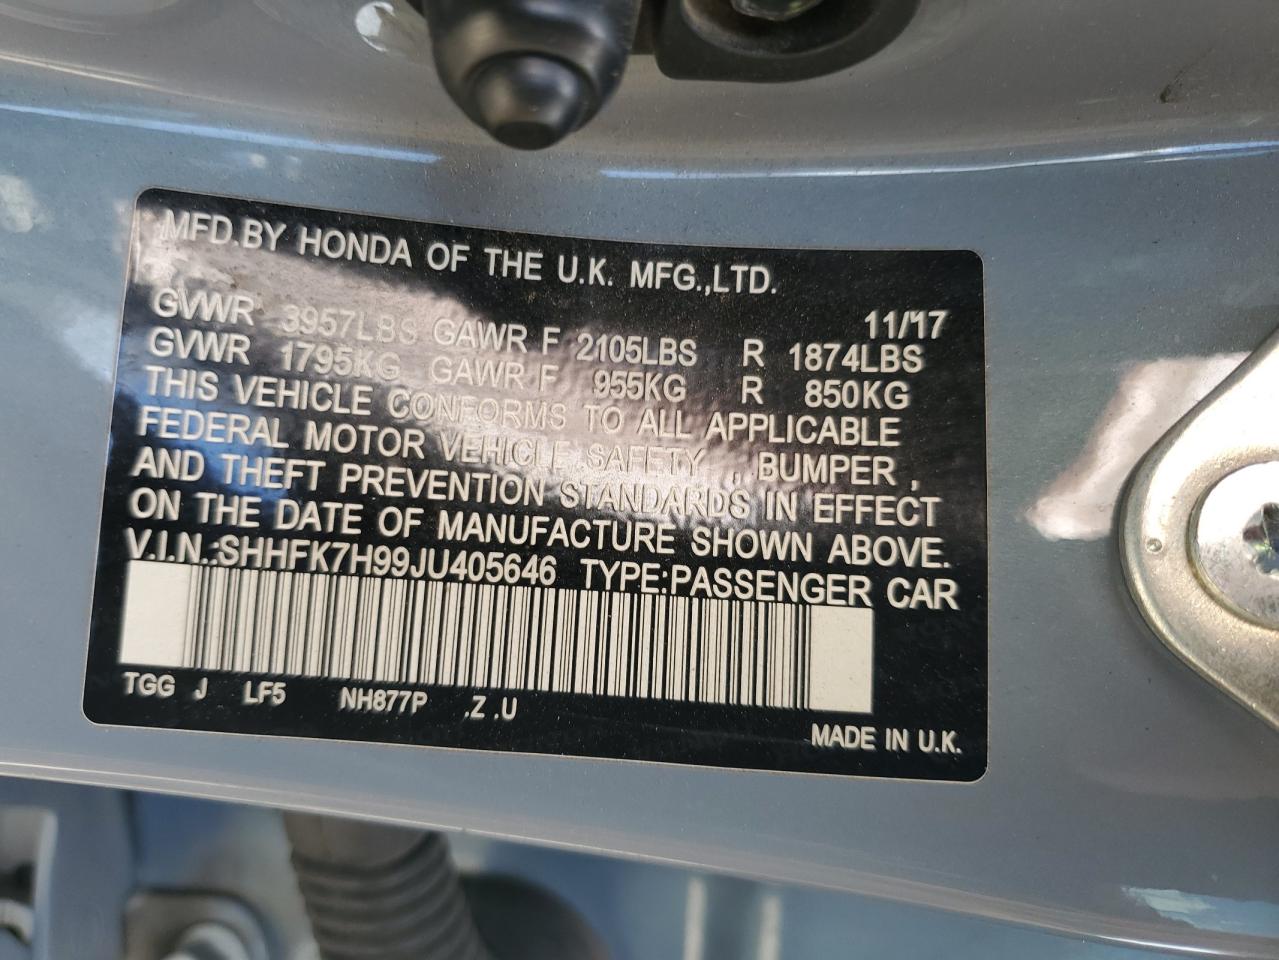 MFD.BY HONDA OF THE U.K. MFG.,LTD.
11/'17
GVWR 3957LBS GAWR F 2105LBS R 1874LBS
GVWR 1795KG GAWR F 955KG R 850KG
THIS VEHICLE CONFORMS TO ALL APPLICABLE
FEDERAL MOTOR VEHICLE SAFETY , BUMPER ,
AND THEFT PREVENTION STANDARDS IN EFFECT
ON THE DATE OF MANUFACTURE SHOWN ABOVE.
V.I.N.:SHHFK7H99JU405646 TYPE:PASSENGER CAR
TGG J LF5 NH877P .Z .U
MADE IN U.K.